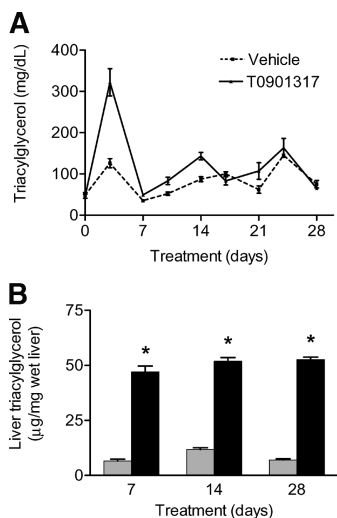 A
Triacylglycerol (mg/dL)
400
300
200
100
0
Vehicle
T0901317
0 7 14 21 28
Treatment (days)
B
Liver triacylglycerol
(µg/mg wet liver)
75
50
25
0
* * *
7 14 28
Treatment (days)